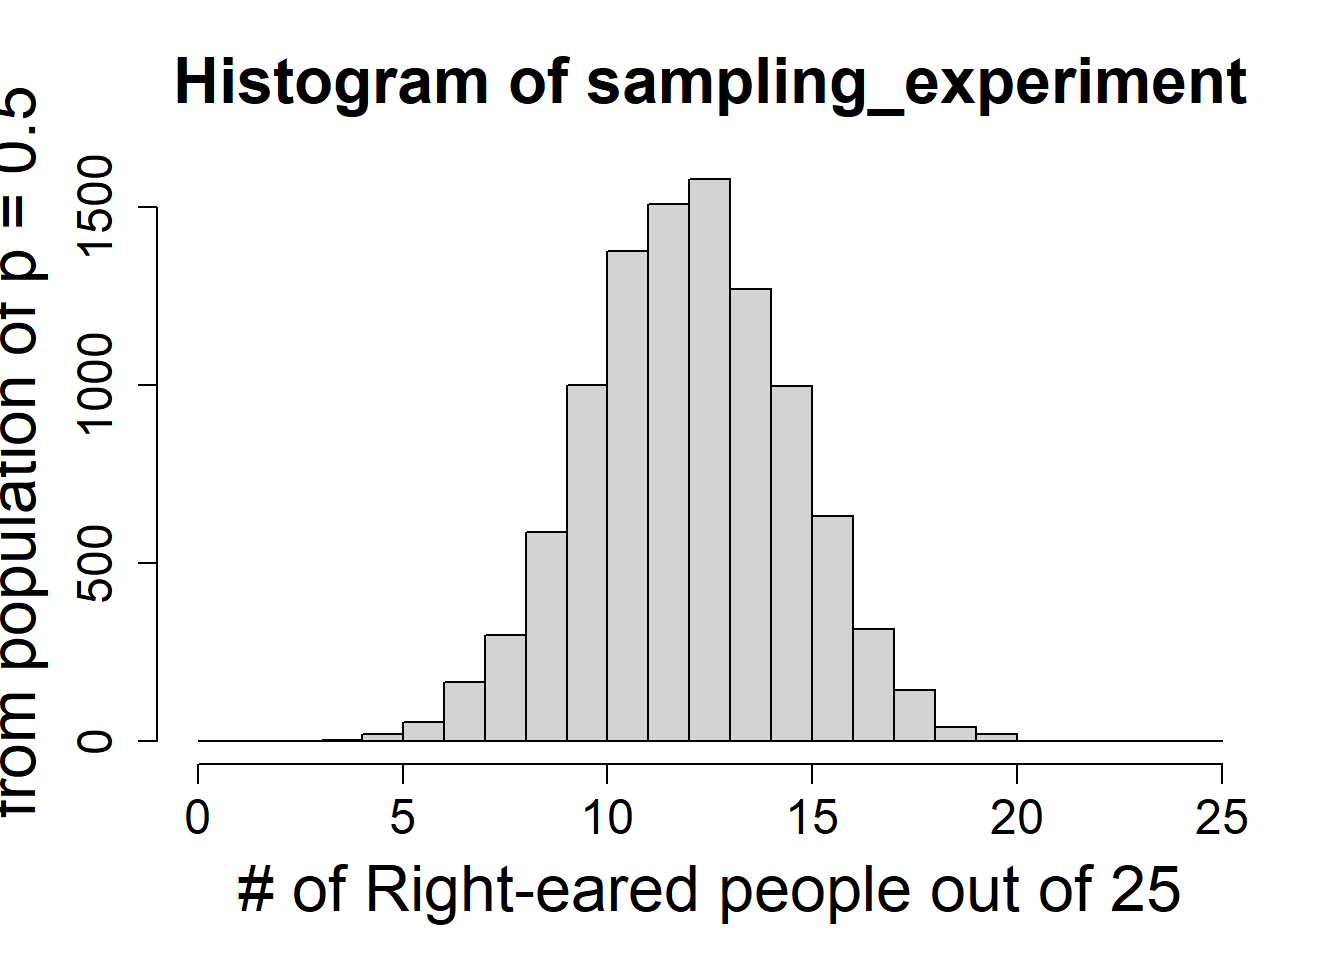 Histogram of sampling_experiment
from population of p = 0.5
1500
1000
500
0
0 5 10 15 20 25
# of Right-eared people out of 25